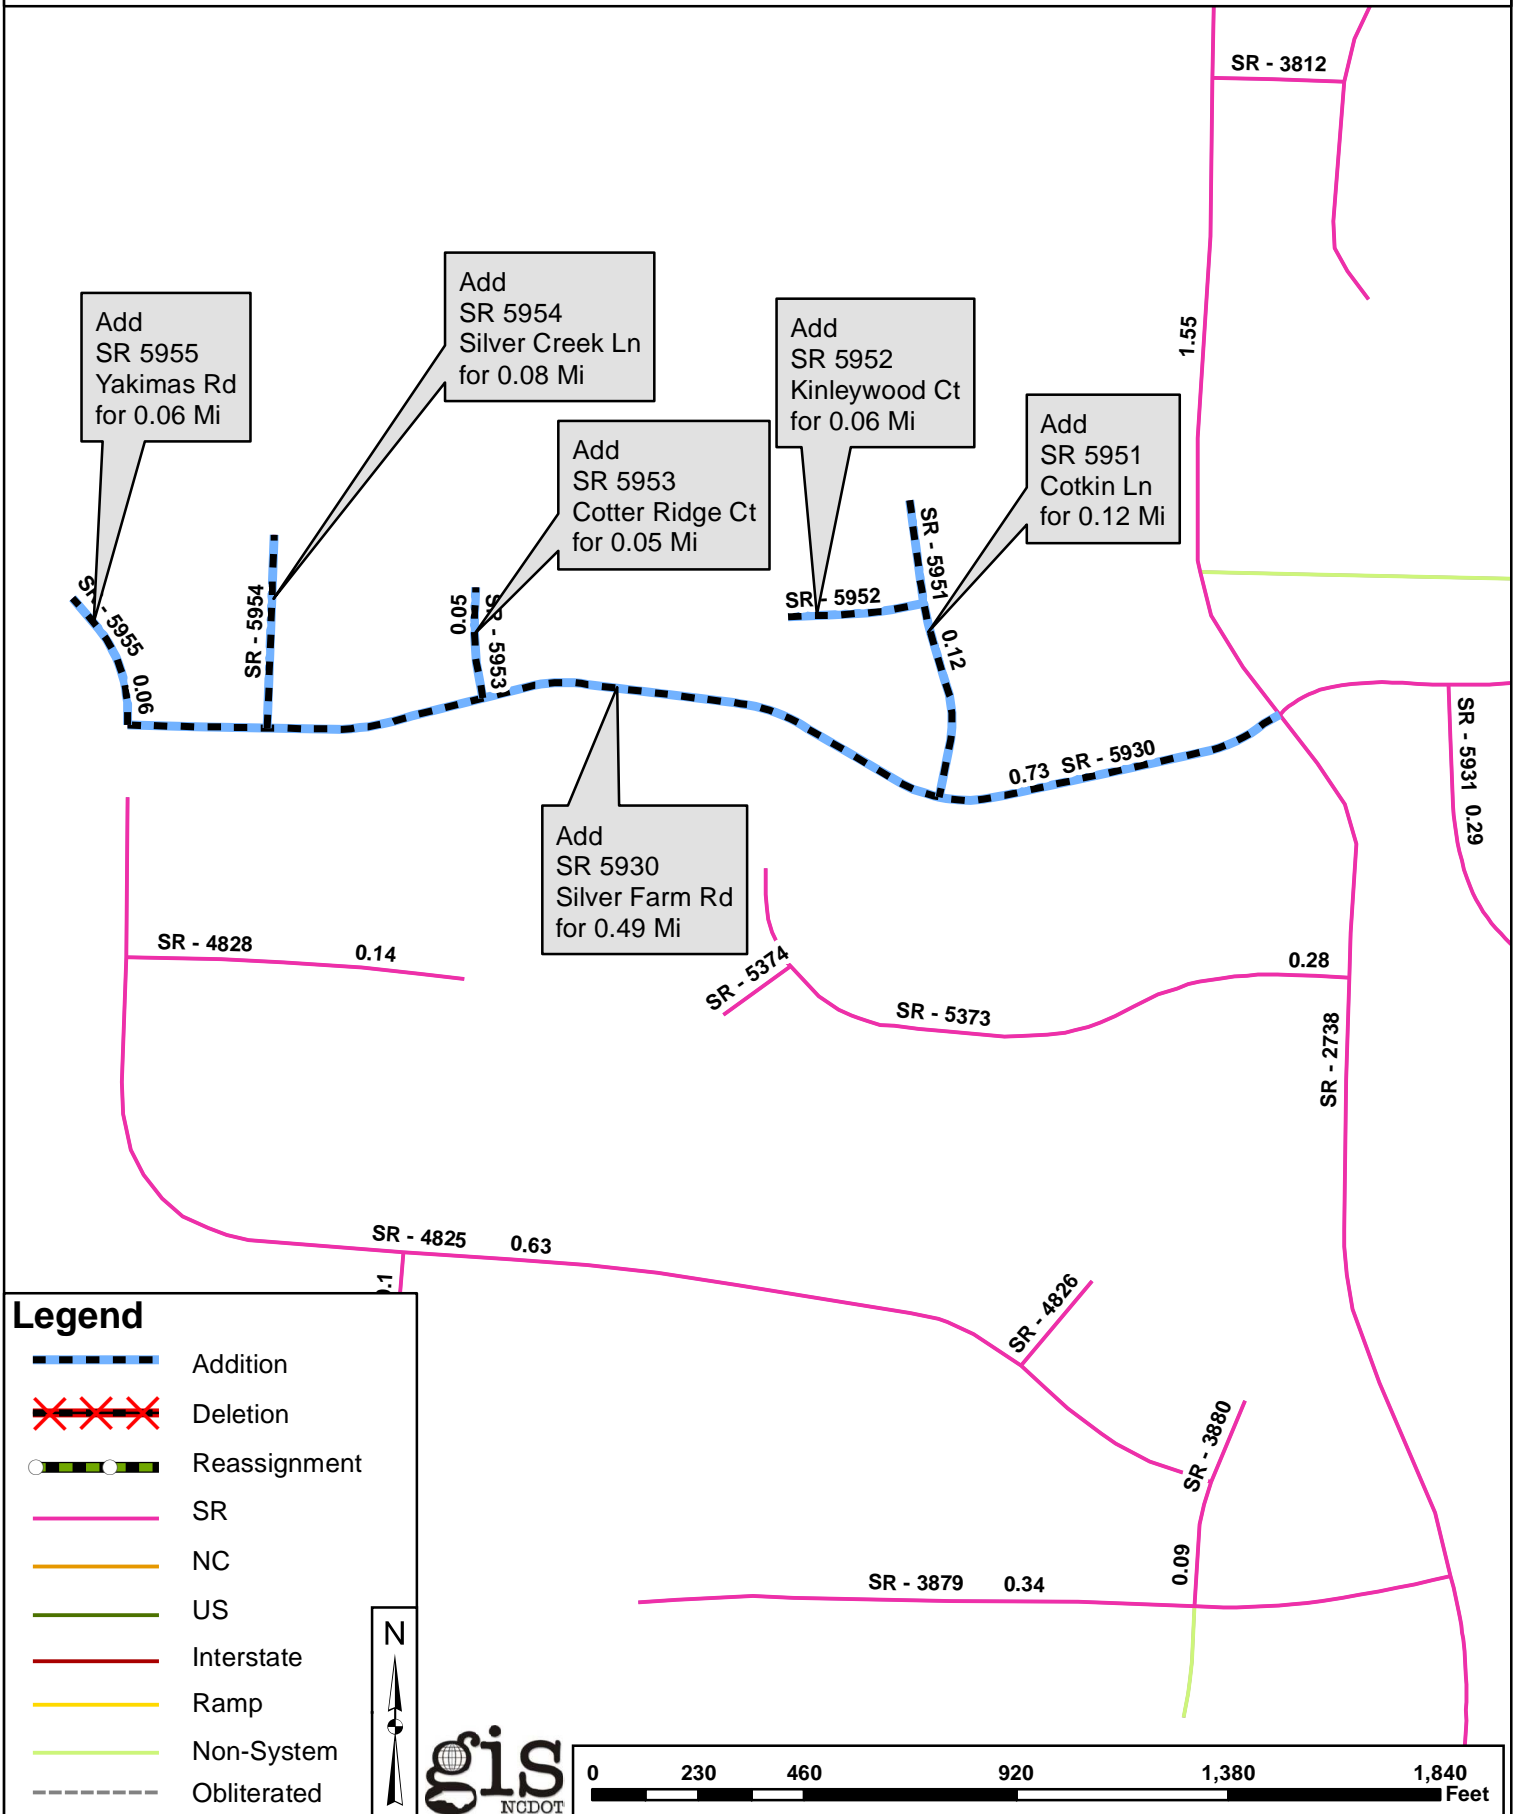 SR - 3812
1.55
Add
SR 5954
Silver Creek Ln
for 0.08 Mi
Add
SR 5955
Yakimas Rd
for 0.06 Mi
Add
SR 5952
Kinleywood Ct
for 0.06 Mi
Add
SR 5951
Cotkin Ln
for 0.12 Mi
Add
SR 5953
Cotter Ridge Ct
for 0.05 Mi
SR - 5955
0.06
SR - 5954
0.05
SR - 5953
SR - 5952
SR - 5951
0.12
0.73 SR - 5930
SR - 5931 0.29
Add
SR 5930
Silver Farm Rd
for 0.49 Mi
SR - 4828
0.14
SR - 5374
SR - 5373
0.28
SR - 2738
SR - 4825
0.63
SR - 4826
SR - 3880
0.09
SR - 3879
0.34
Legend
Addition
Deletion
Reassignment
SR
NC
US
Interstate
Ramp
Non-System
Obliterated
N
gis
NCDOT
0 230 460 920 1,380 1,840
Feet